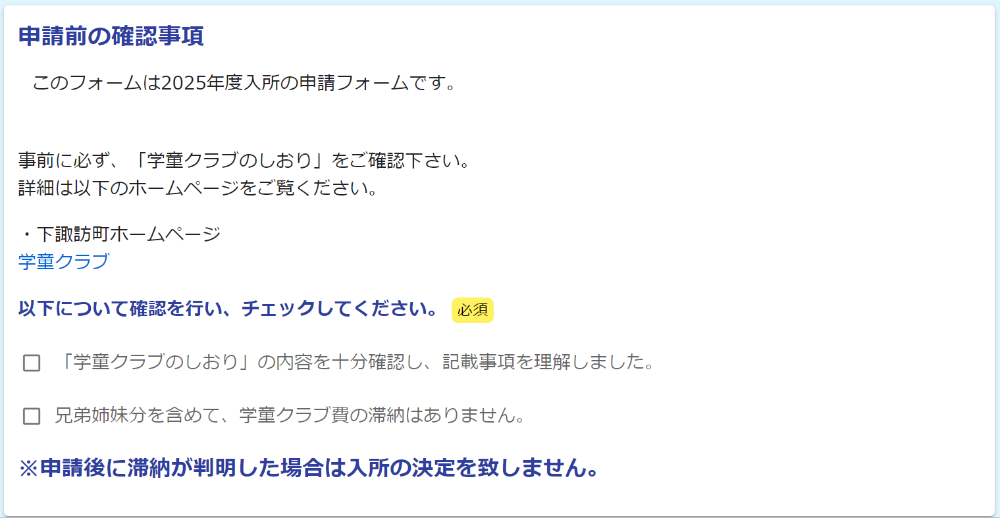 申請前の確認事項
このフォームは2025年度入所の申請フォームです。
事前に必ず、「学童クラブのしおり」をご確認下さい。
詳細は以下のホームページをご覧ください。
・下諏訪町ホームページ
学童クラブ
以下について確認を行い、チェックしてください。 必須
「学童クラブのしおり」の内容を十分確認し、記載事項を理解しました。
兄弟姉妹分を含めて、学童クラブ費の滞納はありません。
※申請後に滞納が判明した場合は入所の決定を致しません。